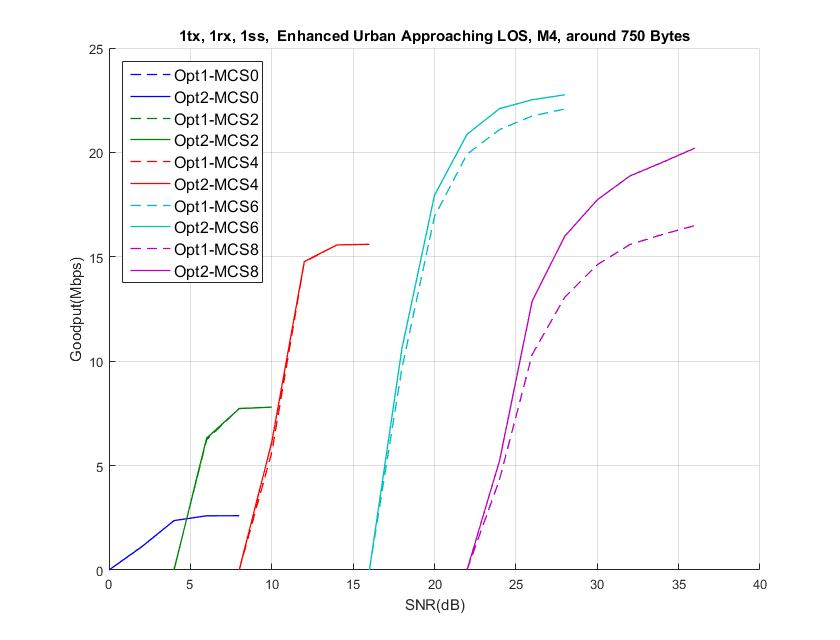 1tx, 1rx, 1ss, Enhanced Urban Approaching LOS, M4, around 750 Bytes
25
20
15
10
5
0
Goodput(Mbps)
Opt1-MCS0
Opt2-MCS0
Opt1-MCS2
Opt2-MCS2
Opt1-MCS4
Opt2-MCS4
Opt1-MCS6
Opt2-MCS6
Opt1-MCS8
Opt2-MCS8
0 5 10 15 20 25 30 35 40
SNR(dB)